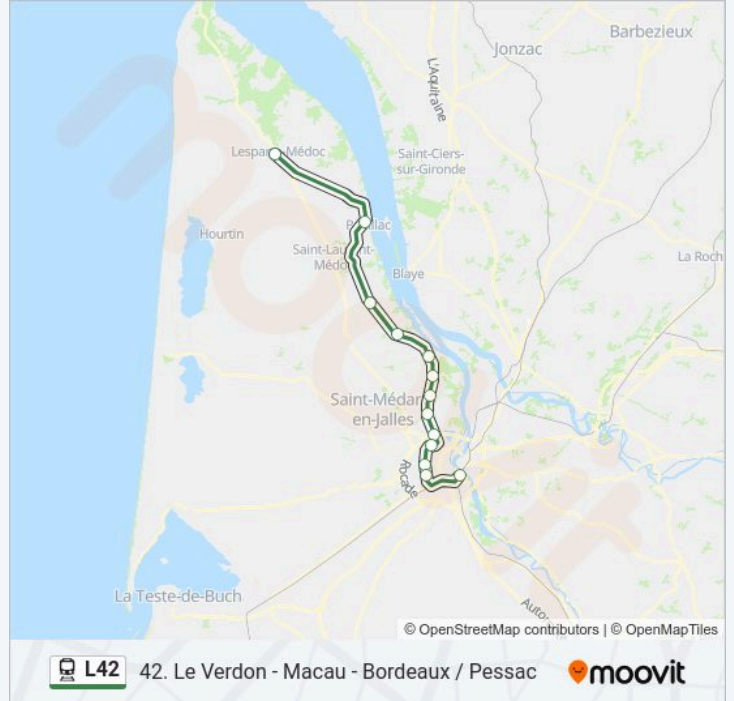 Barbezieux
Jonzac
L'Aquitaine
Lesparre-Médoc
Saint-Ciers-
sur-Gironde
Pauillac
Hourtin
Saint-Laurent-
Médoc
La Roch
Blaye
Saint-Médard-
en-Jalles
Rocade
La Teste-de-Buch
Autor
© OpenStreetMap contributors | © OpenMapTiles
L42 42. Le Verdon - Macau - Bordeaux / Pessac moovit
moovit